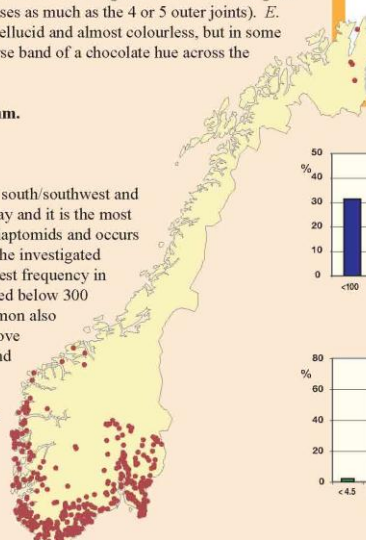 ses as much as the 4 or 5 outer joints). E.
ellucid and almost colourless, but in some
rse band of a chocolate hue across the
m.
south/southwest and
ay and it is the most
iaptomids and occurs
he investigated
est frequency in
ed below 300
mon also
ove
nd
50
%
40
30
20
10
0
<100
80
%
60
40
20
0
< 4.5